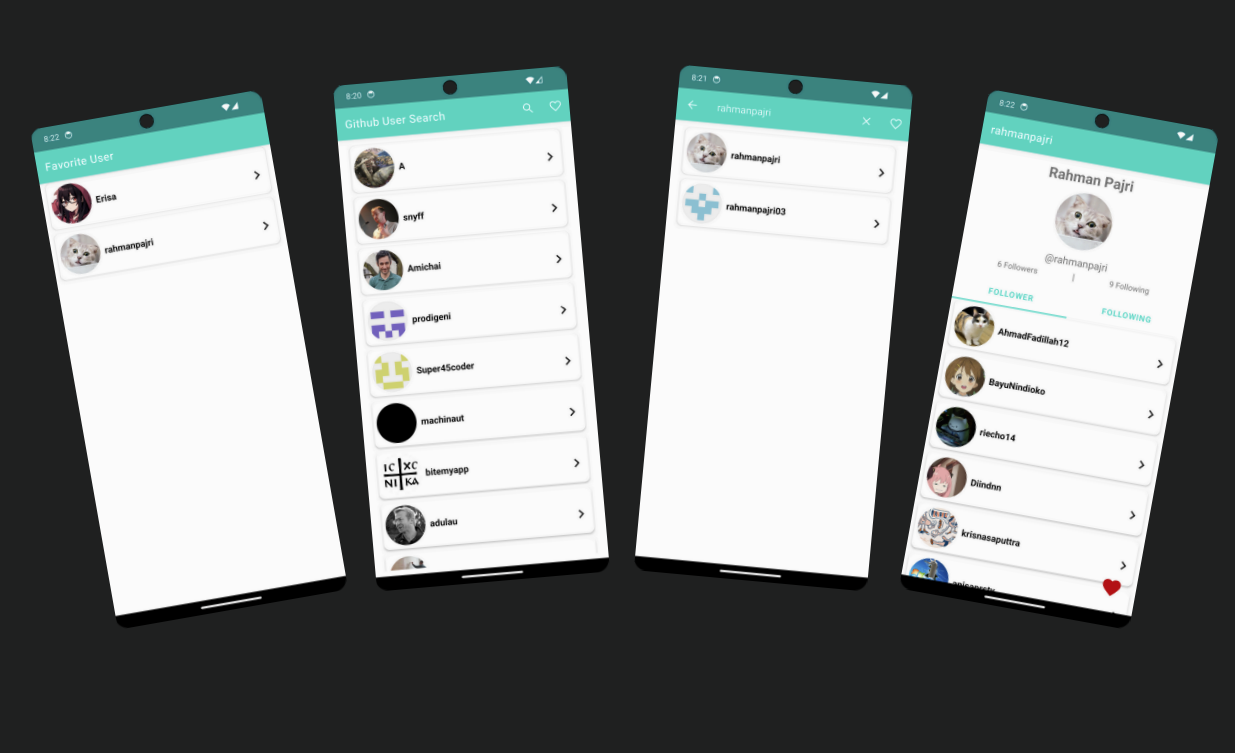 8:22
Favorite User
Erisa
rahmanpajri
8:20
Github User Search
A
snyff
Amichai
prodigeni
Super45coder
machinaut
IC XC
NI KA
bitemyapp
adulau
8:21
rahmanpajri
rahmanpajri
rahmanpajri03
8:22
rahmanpajri
Rahman Pajri
@rahmanpajri
6 Followers | 9 Following
FOLLOWER FOLLOWING
AhmadFadillah12
BayuNindioko
riecho14
Diindnn
krisnasaputtra